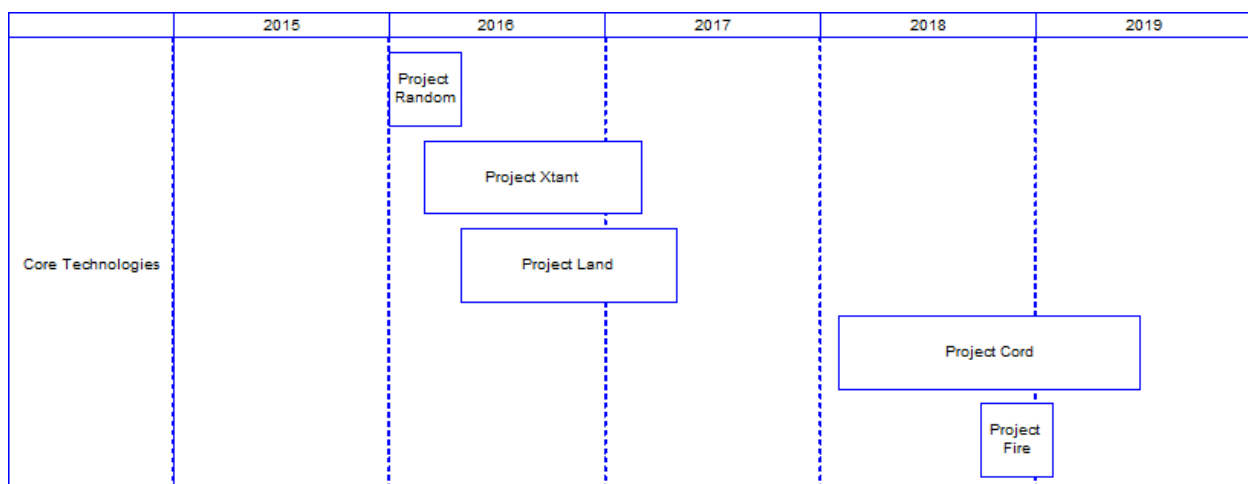 2015 2016 2017 2018 2019
Project
Random
Project Xtant
Core Technologies
Project Land
Project Cord
Project
Fire